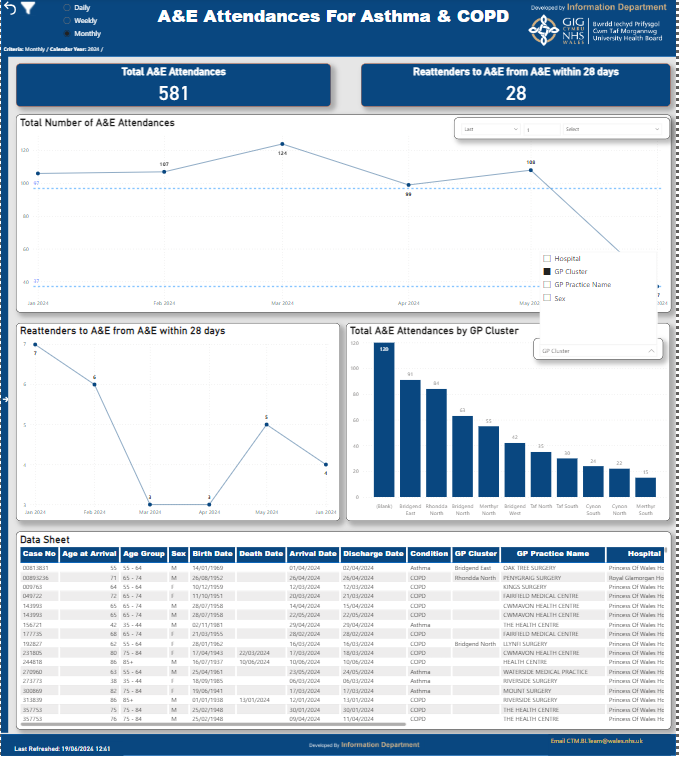 Daily
Weekly
Monthly
Criteria: Monthly / Calendar Year: 2024 /
A&E Attendances For Asthma & COPD
Developed by Information Department
GIG
CYMRU
NHS
WALES
Bwrdd Iechyd Prifysgol
Cwm Taf Morgannwg
University Health Board
Total A&E Attendances
581
Reattenders to A&E from A&E within 28 days
28
Total Number of A&E Attendances
Last 1 Select
120
100
80
60
40
97
37
107
124
99
108
7
Jan 2024 Feb 2024 Mar 2024 Apr 2024 May 202
2024
Hospital
GP Cluster
GP Practice Name
Sex
GP Cluster
Reattenders to A&E from A&E within 28 days
7
6
5
4
3
7
6
3
3
5
4
Jan 2024 Feb 2024 Mar 2024 Apr 2024 May 2024 Jun 2024
Total A&E Attendances by GP Cluster
120
100
80
60
40
20
0
120 91 84 63 55 42 35 30 24 22 15
(Blank) Bridgend East Rhondda North Bridgend North Merthyr North Bridgend West Taf North Taf South Cynon South Cynon North Merthyr South
Data Sheet
Case No Age at Arrival Age Group Sex Birth Date Death Date Arrival Date Discharge Date Condition GP Cluster GP Practice Name Hospital
00813831 55 55 - 64 M 14/01/1969 01/04/2024 02/04/2024 Asthma Bridgend East OAK TREE SURGERY Princess Of Wales Ho
00893236 71 65 - 74 M 26/08/1952 26/04/2024 26/04/2024 COPD Rhondda North PENYGRAIG SURGERY Royal Glamorgan Ho
009763 64 55 - 64 F 10/12/1959 12/03/2024 12/03/2024 COPD KINGS SURGERY Princess Of Wales Ho
049722 72 65 - 74 F 11/10/1951 20/03/2024 21/03/2024 COPD FAIRFIELD MEDICAL CENTRE Princess Of Wales Ho
143993 65 65 - 74 M 28/07/1958 14/04/2024 15/04/2024 COPD CWMAVON HEALTH CENTRE Princess Of Wales Ho
143993 65 65 - 74 M 28/07/1958 22/05/2024 22/05/2024 COPD CWMAVON HEALTH CENTRE Princess Of Wales Ho
156721 42 35 - 44 M 02/11/1981 29/04/2024 29/04/2024 Asthma THE HEALTH CENTRE Princess Of Wales Ho
177735 68 65 - 74 F 21/03/1955 28/02/2024 28/02/2024 COPD FAIRFIELD MEDICAL CENTRE Princess Of Wales Ho
192827 62 55 - 64 F 28/01/1962 16/03/2024 16/03/2024 COPD Bridgend North LLYNFI SURGERY Princess Of Wales Ho
231805 80 75 - 84 F 17/04/1943 22/03/2024 17/03/2024 18/03/2024 COPD CWMAVON HEALTH CENTRE Princess Of Wales Ho
244818 86 85+ M 16/07/1937 10/06/2024 10/06/2024 10/06/2024 COPD HEALTH CENTRE Princess Of Wales Ho
270960 63 55 - 64 M 25/04/1961 23/05/2024 23/05/2024 Asthma WATERSIDE MEDICAL PRACTICE Princess Of Wales Ho
273773 38 35 - 44 F 18/09/1985 06/03/2024 06/03/2024 Asthma RIVERSIDE SURGERY Princess Of Wales Ho
300869 82 75 - 84 F 19/06/1941 17/03/2024 17/03/2024 Asthma MOUNT SURGERY Princess Of Wales Ho
313839 86 85+ M 01/01/1938 13/01/2024 12/01/2024 13/01/2024 COPD RIVERSIDE SURGERY Princess Of Wales Ho
357753 75 75 - 84 M 25/02/1948 30/01/2024 31/01/2024 COPD THE HEALTH CENTRE Princess Of Wales Ho
357753 76 75 - 84 M 25/02/1948 09/04/2024 11/04/2024 COPD THE HEALTH CENTRE Princess Of Wales Ho
Last Refreshed: 19/06/2024 12:41
Developed By Information Department
Email CTM.BI.Team@wales.nhs.uk